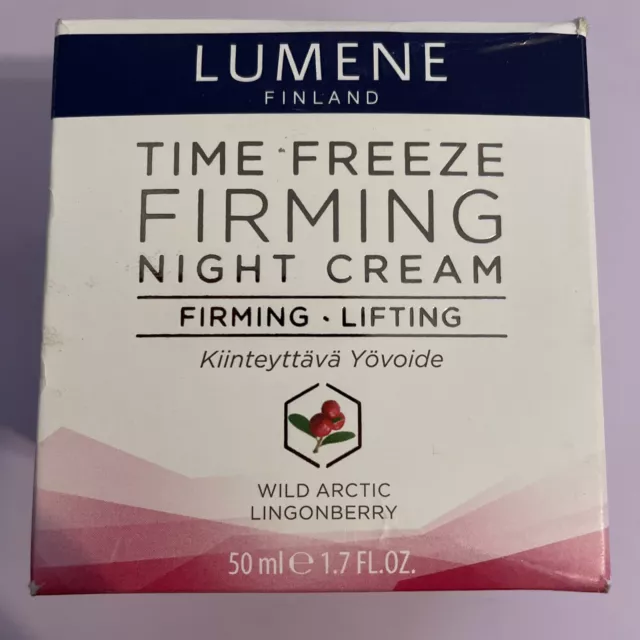 LUMENE
FINLAND
TIME FREEZE
FIRMING
NIGHT CREAM
FIRMING · LIFTING
Kiinteyttävä Yövoide
WILD ARCTIC
LINGONBERRY
50 ml ℮ 1.7 FL.OZ.